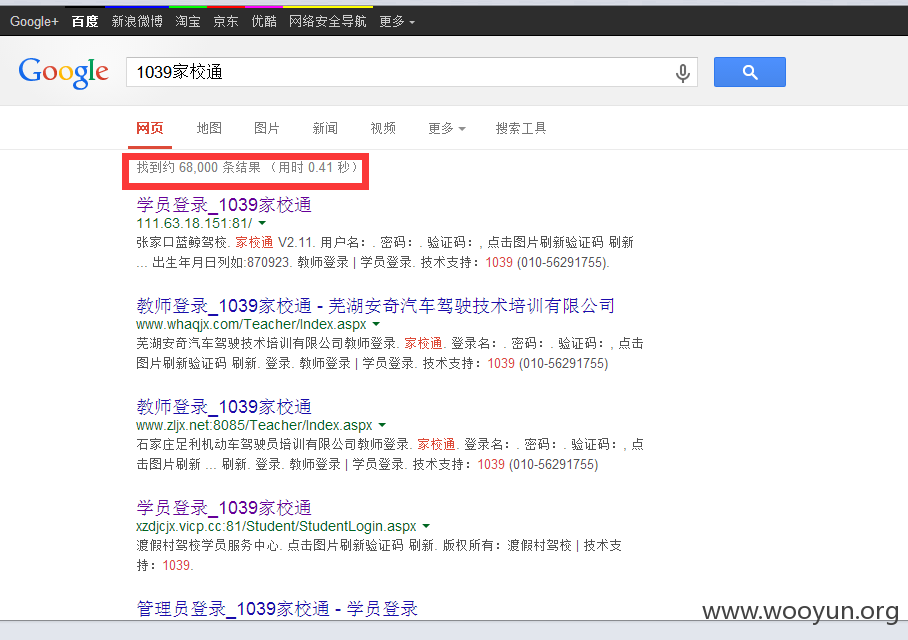 Google+ 百度 新浪微博 淘宝 京东 优酷 网络安全导航 更多
Google 1039家校通
网页 地图 图片 新闻 视频 更多 搜索工具
找到约 68,000 条结果 (用时 0.41 秒)
学员登录_1039家校通
111.63.18.151:81/
张家口蓝鲸驾校. 家校通 V2.11. 用户名: . 密码: . 验证码: , 点击图片刷新验证码 刷新
... 出生年月日列如:870923. 教师登录 | 学员登录. 技术支持: 1039 (010-56291755).
教师登录_1039家校通 - 芜湖安奇汽车驾驶技术培训有限公司
www.whaqjx.com/Teacher/Index.aspx
芜湖安奇汽车驾驶技术培训有限公司教师登录. 家校通. 登录名: . 密码: . 验证码: , 点击
图片刷新验证码 刷新. 登录. 教师登录 | 学员登录. 技术支持: 1039 (010-56291755)
教师登录_1039家校通
www.zljx.net:8085/Teacher/Index.aspx
石家庄足利机动车驾驶员培训有限公司教师登录. 家校通. 登录名: . 密码: . 验证码: , 点
击图片刷新 ... 刷新. 登录. 教师登录 | 学员登录. 技术支持: 1039 (010-56291755)
学员登录_1039家校通
xzdjcjx.vicp.cc:81/Student/StudentLogin.aspx
渡假村驾校学员服务中心. 点击图片刷新验证码 刷新. 版权所有: 渡假村驾校 | 技术支
持: 1039.
管理员登录_1039家校通 - 学员登录
www.wooyun.org